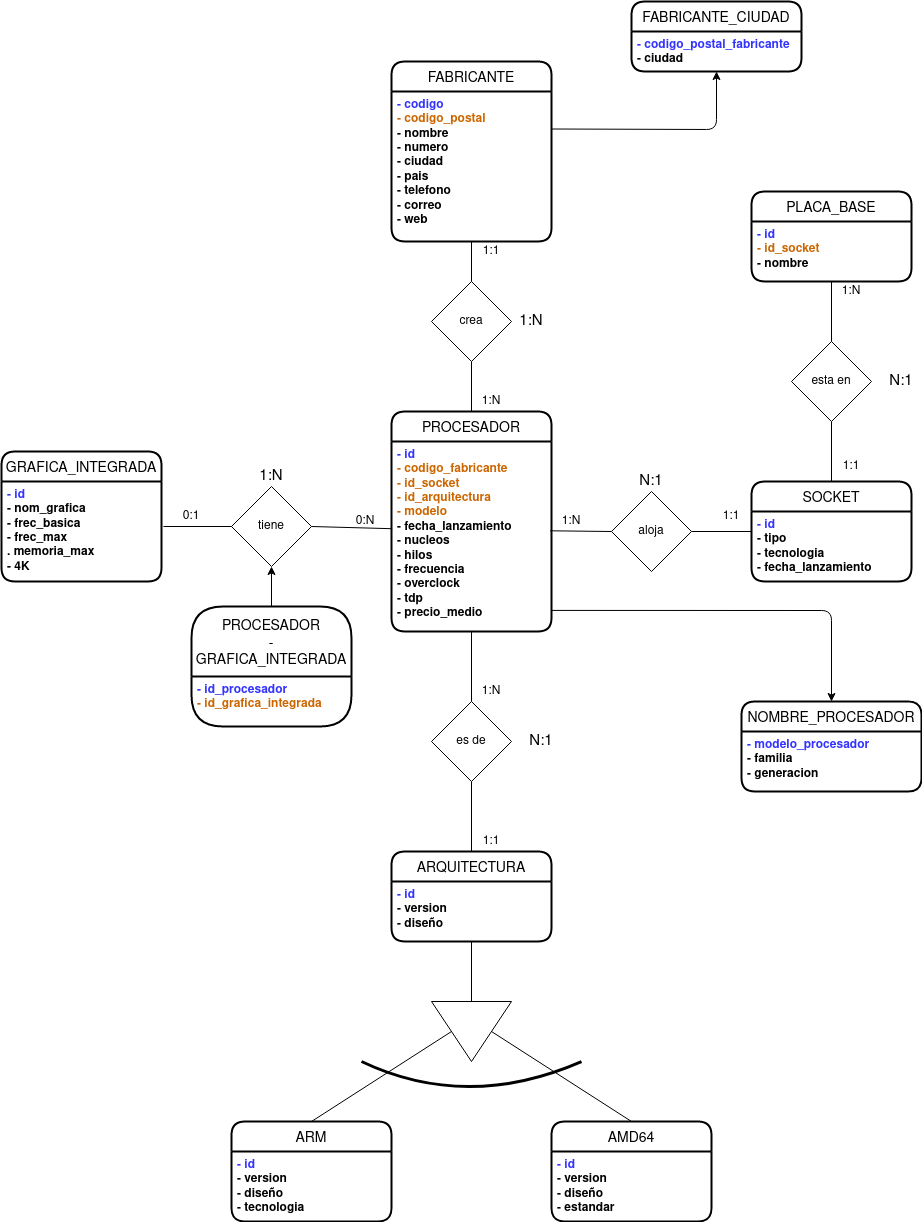 FABRICANTE_CIUDAD
- codigo_postal_fabricante
- ciudad
FABRICANTE
- codigo
- codigo_postal
- nombre
- numero
- ciudad
- pais
- telefono
- correo
- web
1:1
crea
1:N
1:N
PLACA_BASE
- id
- id_socket
- nombre
1:N
esta en
N:1
1:1
SOCKET
- id
- tipo
- tecnologia
- fecha_lanzamiento
PROCESADOR
- id
- codigo_fabricante
- id_socket
- id_arquitectura
- modelo
- fecha_lanzamiento
- nucleos
- hilos
- frecuencia
- overclock
- tdp
- precio_medio
N:1
1:N
aloja
1:1
GRAFICA_INTEGRADA
- id
- nom_grafica
- frec_basica
- frec_max
. memoria_max
- 4K
1:N
0:1
tiene
0:N
PROCESADOR
-
GRAFICA_INTEGRADA
- id_procesador
- id_grafica_integrada
NOMBRE_PROCESADOR
- modelo_procesador
- familia
- generacion
1:N
es de
N:1
1:1
ARQUITECTURA
- id
- version
- diseño
ARM
- id
- version
- diseño
- tecnologia
AMD64
- id
- version
- diseño
- estandar